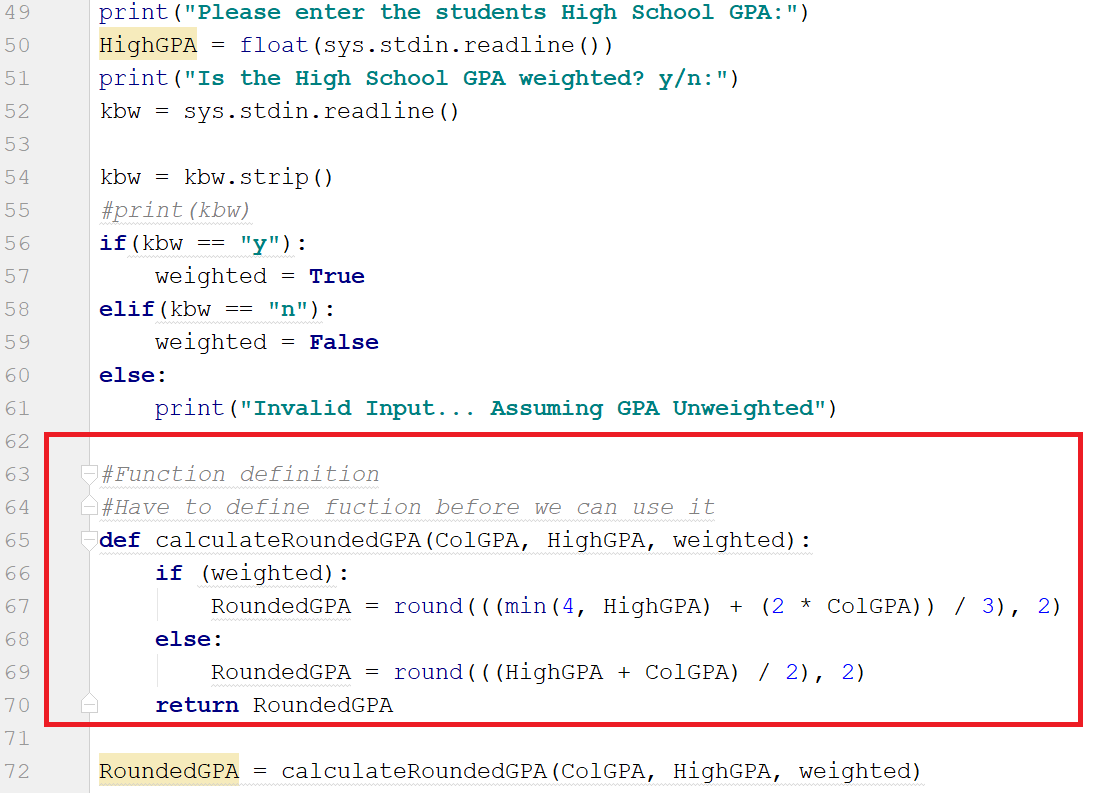 49 print("Please enter the students High School GPA:")
50 HighGPA = float(sys.stdin.readline())
51 print("Is the High School GPA weighted? y/n:")
52 kbw = sys.stdin.readline()
53
54 kbw = kbw.strip()
55 #print(kbw)
56 if(kbw == "y"):
57     weighted = True
58 elif(kbw == "n"):
59     weighted = False
60 else:
61     print("Invalid Input... Assuming GPA Unweighted")
62
63 #Function definition
64 #Have to define fuction before we can use it
65 def calculateRoundedGPA(ColGPA, HighGPA, weighted):
66     if (weighted):
67         RoundedGPA = round(((min(4, HighGPA) + (2 * ColGPA)) / 3), 2)
68     else:
69         RoundedGPA = round(((HighGPA + ColGPA) / 2), 2)
70     return RoundedGPA
71
72 RoundedGPA = calculateRoundedGPA(ColGPA, HighGPA, weighted)